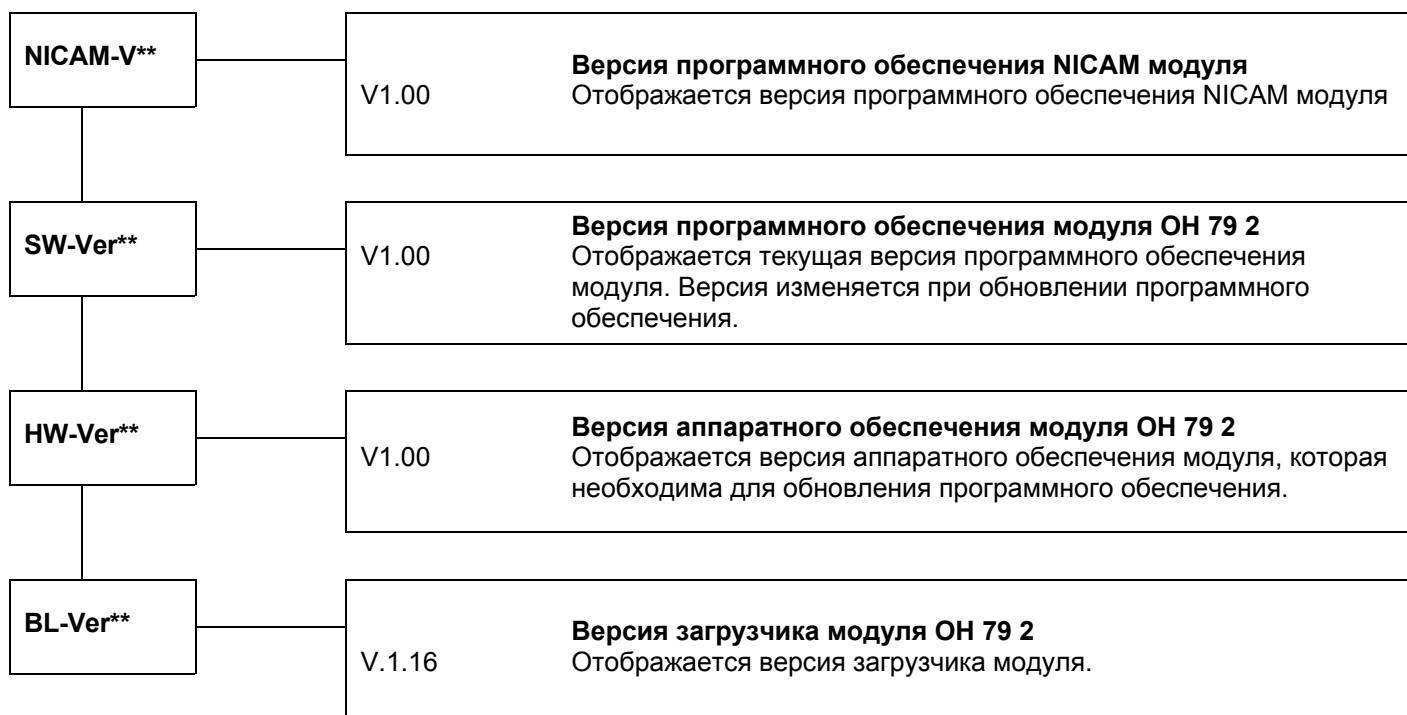 NICAM-V**
Версия программного обеспечения NICAM модуля
V1.00 Отображается версия программного обеспечения NICAM модуля
SW-Ver**
Версия программного обеспечения модуля OH 79 2
V1.00 Отображается текущая версия программного обеспечения
модуля. Версия изменяется при обновлении программного
обеспечения.
HW-Ver**
Версия аппаратного обеспечения модуля OH 79 2
V1.00 Отображается версия аппаратного обеспечения модуля, которая
необходима для обновления программного обеспечения.
BL-Ver**
Версия загрузчика модуля OH 79 2
V.1.16 Отображается версия загрузчика модуля.